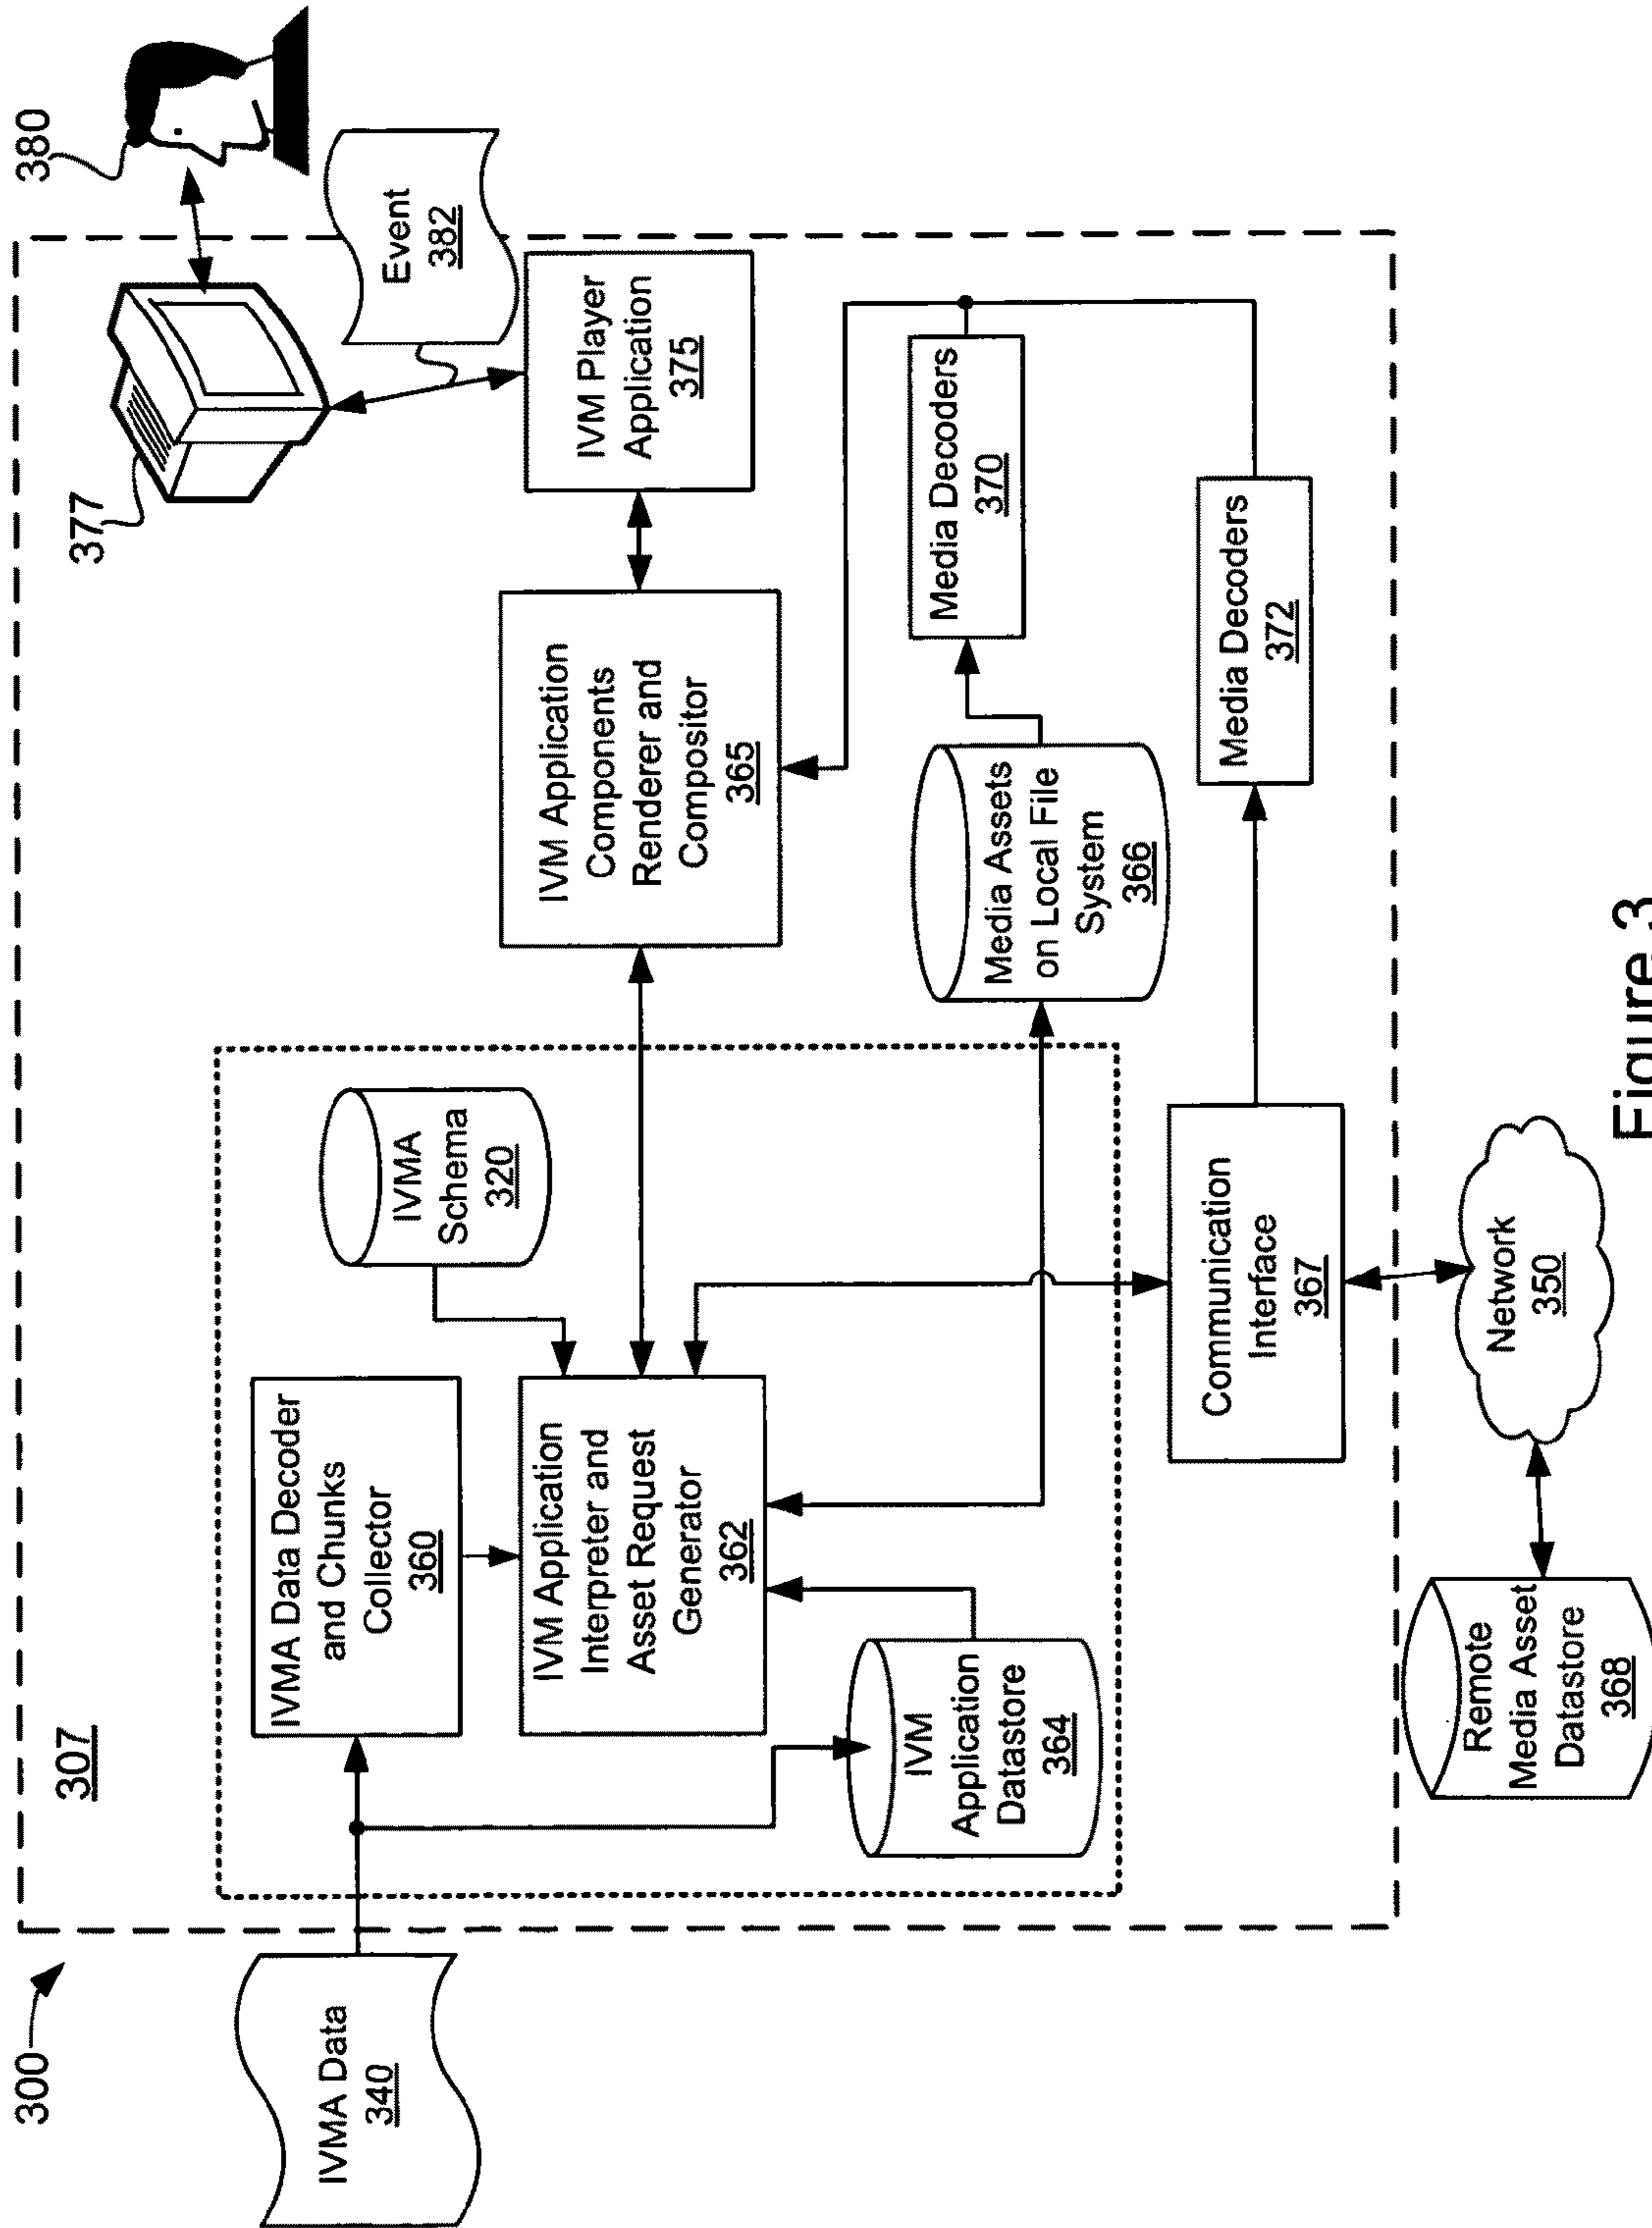 300
307
377
380
IVMA Data
340
IVMA Data Decoder
and Chunks
Collector
360
IVMA
Schema
320
Event
382
IVM Application
Interpreter and
Asset Request
Generator
362
IVM Application
Components
Renderer and
Compositor
365
IVM Player
Application
375
IVM
Application
Datastore
364
Media Assets
on Local File
System
366
Media Decoders
370
Communication
Interface
367
Media Decoders
372
Remote
Media Asset
Datastore
368
Network
350
Figure 3